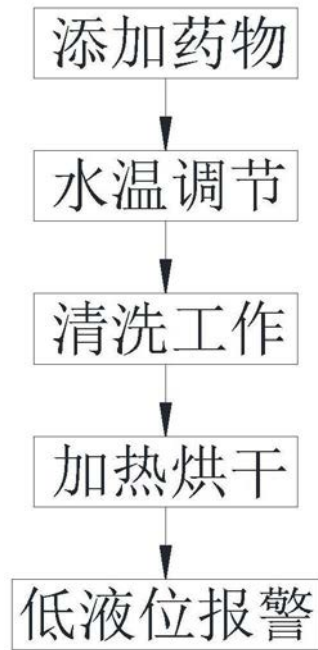 添加药物
水温调节
清洗工作
加热烘干
低液位报警